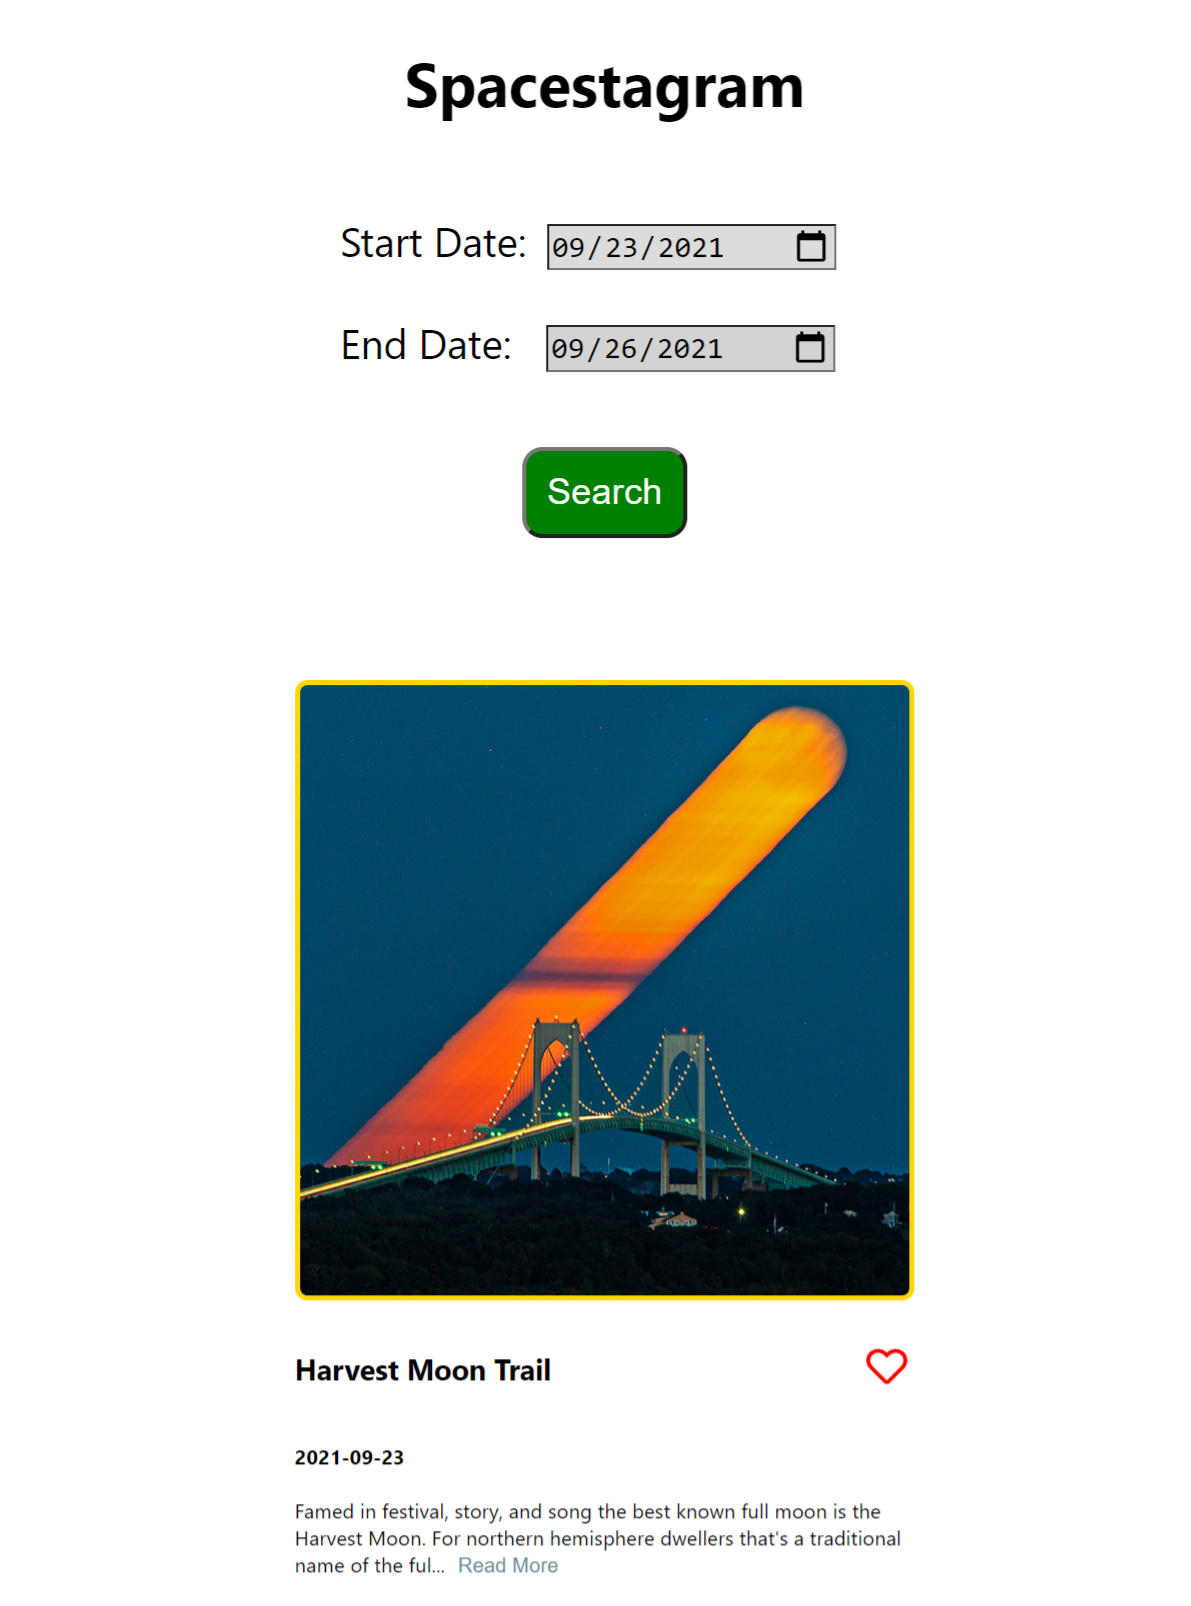 Spacestagram
Start Date: 09/23/2021
End Date: 09/26/2021
Search
Harvest Moon Trail
2021-09-23
Famed in festival, story, and song the best known full moon is the
Harvest Moon. For northern hemisphere dwellers that's a traditional
name of the ful... Read More